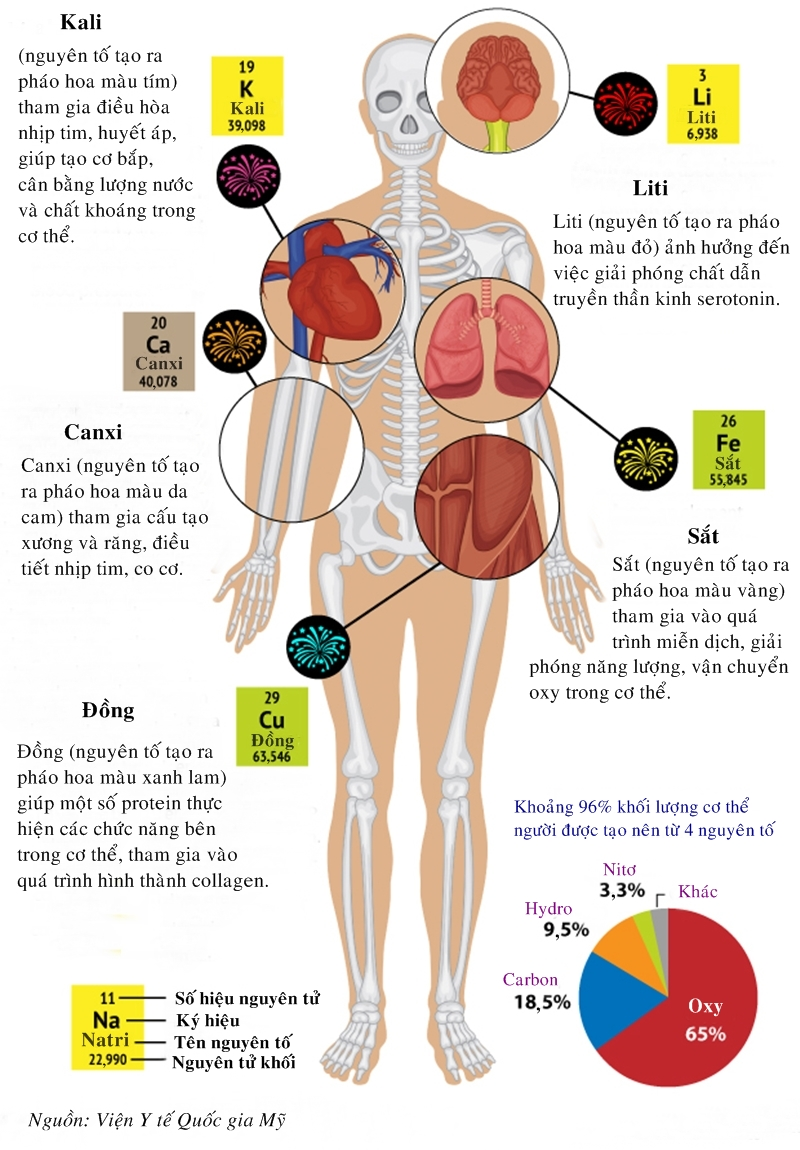 Kali
(nguyên tố tạo ra
pháo hoa màu tím)
tham gia điều hòa
nhịp tim, huyết áp,
giúp tạo cơ bắp,
cân bằng lượng nước
và chất khoáng trong
cơ thể.
19
K
Kali
39,098
3
Li
Liti
6,938
Liti
Liti (nguyên tố tạo ra pháo
hoa màu đỏ) ảnh hưởng đến
việc giải phóng chất dẫn
truyền thần kinh serotonin.
20
Ca
Canxi
40,078
Canxi
Canxi (nguyên tố tạo
ra pháo hoa màu da
cam) tham gia cấu tạo
xương và răng, điều
tiết nhịp tim, co cơ.
26
Fe
Sắt
55,845
Sắt
Sắt (nguyên tố tạo ra
pháo hoa màu vàng)
tham gia vào quá
trình miễn dịch, giải
phóng năng lượng, vận chuyển
oxy trong cơ thể.
29
Cu
Đồng
63,546
Đồng
Đồng (nguyên tố tạo ra
pháo hoa màu xanh lam)
giúp một số protein thực
hiện các chức năng bên
trong cơ thể, tham gia vào
quá trình hình thành collagen.
Khoảng 96% khối lượng cơ thể
người được tạo nên từ 4 nguyên tố
Nitơ
3,3%
Khác
Hydro
9,5%
Carbon
18,5%
Oxy
65%
11 Số hiệu nguyên tử
Na Ký hiệu
Natri Tên nguyên tố
22,990 Nguyên tử khối
Nguồn: Viện Y tế Quốc gia Mỹ